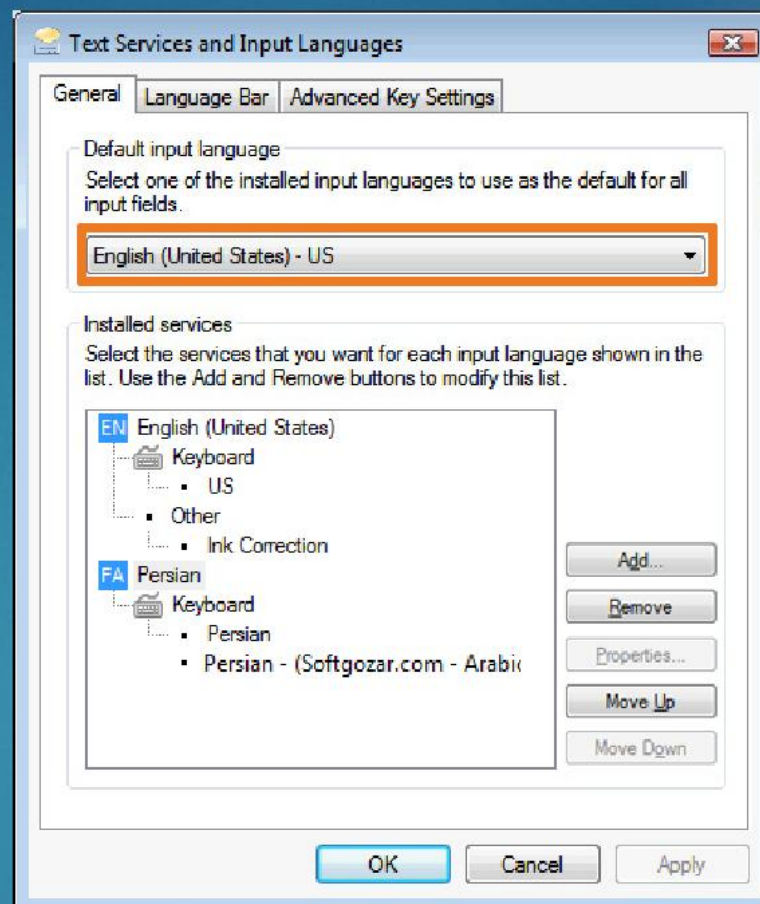 Text Services and Input Languages
General
Language Bar
Advanced Key Settings
Default input language
Select one of the installed input languages to use as the default for all
input fields.
English (United States) - US
Installed services
Select the services that you want for each input language shown in the
list. Use the Add and Remove buttons to modify this list.
EN English (United States)
Keyboard
US
Other
Ink Correction
FA Persian
Keyboard
Persian
Persian - (Softgozar.com - Arabic
Add...
Remove
Properties...
Move Up
Move Down
OK
Cancel
Apply